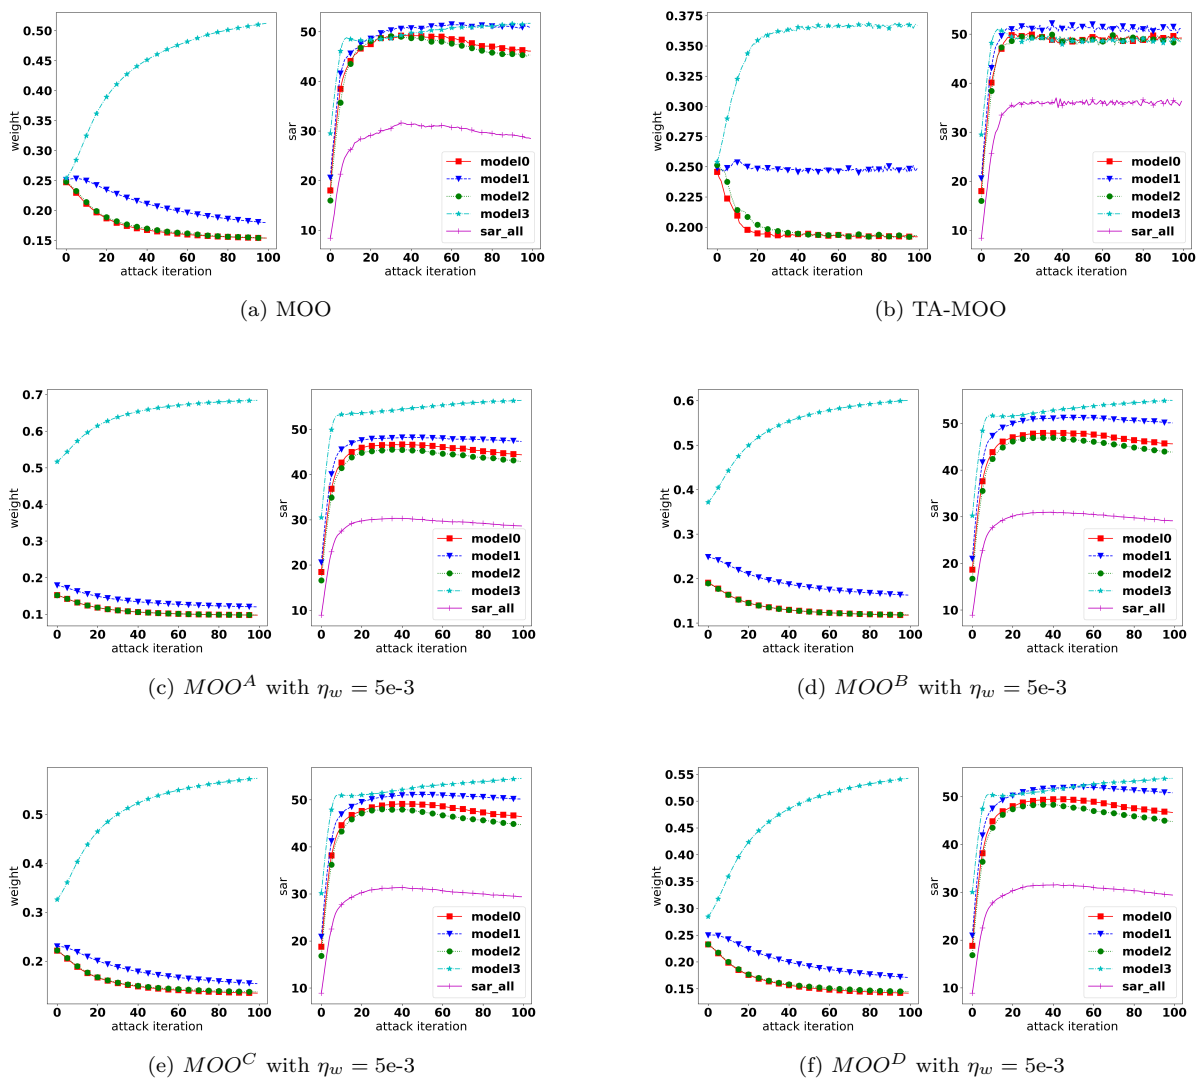 0.50
0.45
0.40
0.35
0.30
0.25
0.20
0.15
weight
0 20 40 60 80 100
attack iteration
50
40
30
20
10
sar
0 20 40 60 80 100
attack iteration
model0
model1
model2
model3
sar_all
(a) MOO
0.375
0.350
0.325
0.300
0.275
0.250
0.225
0.200
weight
0 20 40 60 80 100
attack iteration
50
40
30
20
10
sar
0 20 40 60 80 100
attack iteration
model0
model1
model2
model3
sar_all
(b) TA-MOO
0.7
0.6
0.5
0.4
0.3
0.2
0.1
weight
0 20 40 60 80 100
attack iteration
50
40
30
20
10
sar
0 20 40 60 80 100
attack iteration
model0
model1
model2
model3
sar_all
(c) MOO^A with η_w = 5e-3
0.6
0.5
0.4
0.3
0.2
0.1
weight
0 20 40 60 80 100
attack iteration
50
40
30
20
10
sar
0 20 40 60 80 100
attack iteration
model0
model1
model2
model3
sar_all
(d) MOO^B with η_w = 5e-3
0.5
0.4
0.3
0.2
weight
0 20 40 60 80 100
attack iteration
50
40
30
20
10
sar
0 20 40 60 80 100
attack iteration
model0
model1
model2
model3
sar_all
(e) MOO^C with η_w = 5e-3
0.55
0.50
0.45
0.40
0.35
0.30
0.25
0.20
0.15
weight
0 20 40 60 80 100
attack iteration
50
40
30
20
10
sar
0 20 40 60 80 100
attack iteration
model0
model1
model2
model3
sar_all
(f) MOO^D with η_w = 5e-3